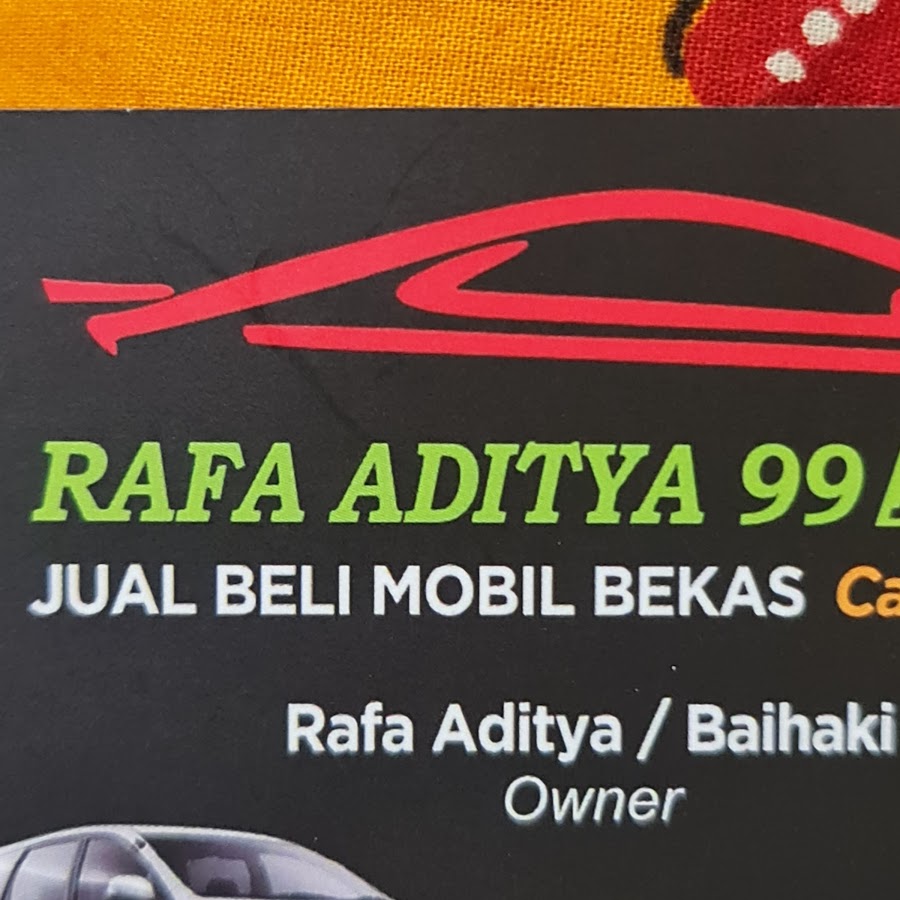 RAFA ADITYA 99
JUAL BELI MOBIL BEKAS
Rafa Aditya / Baihaki
Owner